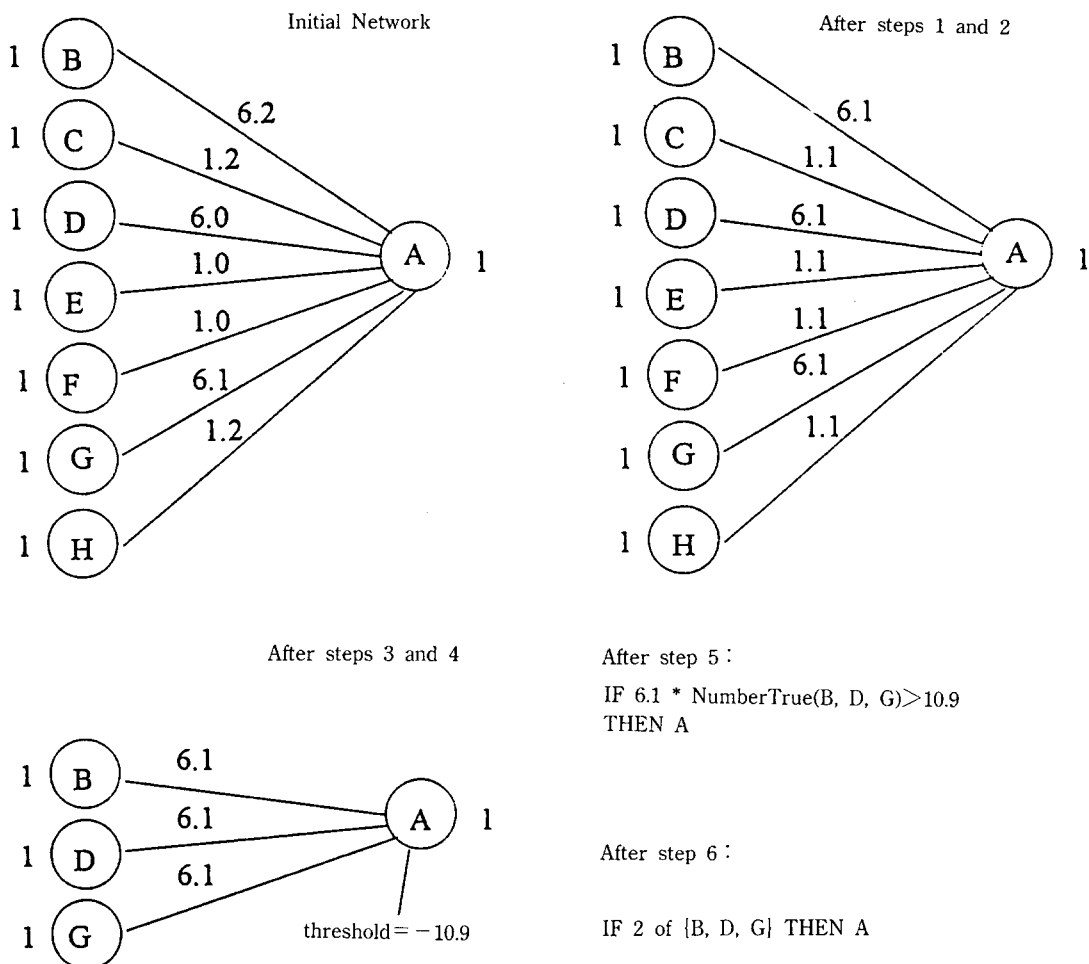 Initial Network
1 B
6.2
1 C
1.2
1 D
6.0
A 1
1.0
1 E
1.0
1 F
6.1
1.2
1 G
1 H
After steps 1 and 2
1 B
6.1
1 C
1.1
1 D
6.1
A 1
1.1
1 E
1.1
1 F
6.1
1.1
1 G
1 H
After steps 3 and 4
1 B
6.1
6.1
A 1
1 D
6.1
1 G
threshold=−10.9
After step 5:
IF 6.1 * NumberTrue(B, D, G)>10.9
THEN A
After step 6:
IF 2 of {B, D, G} THEN A